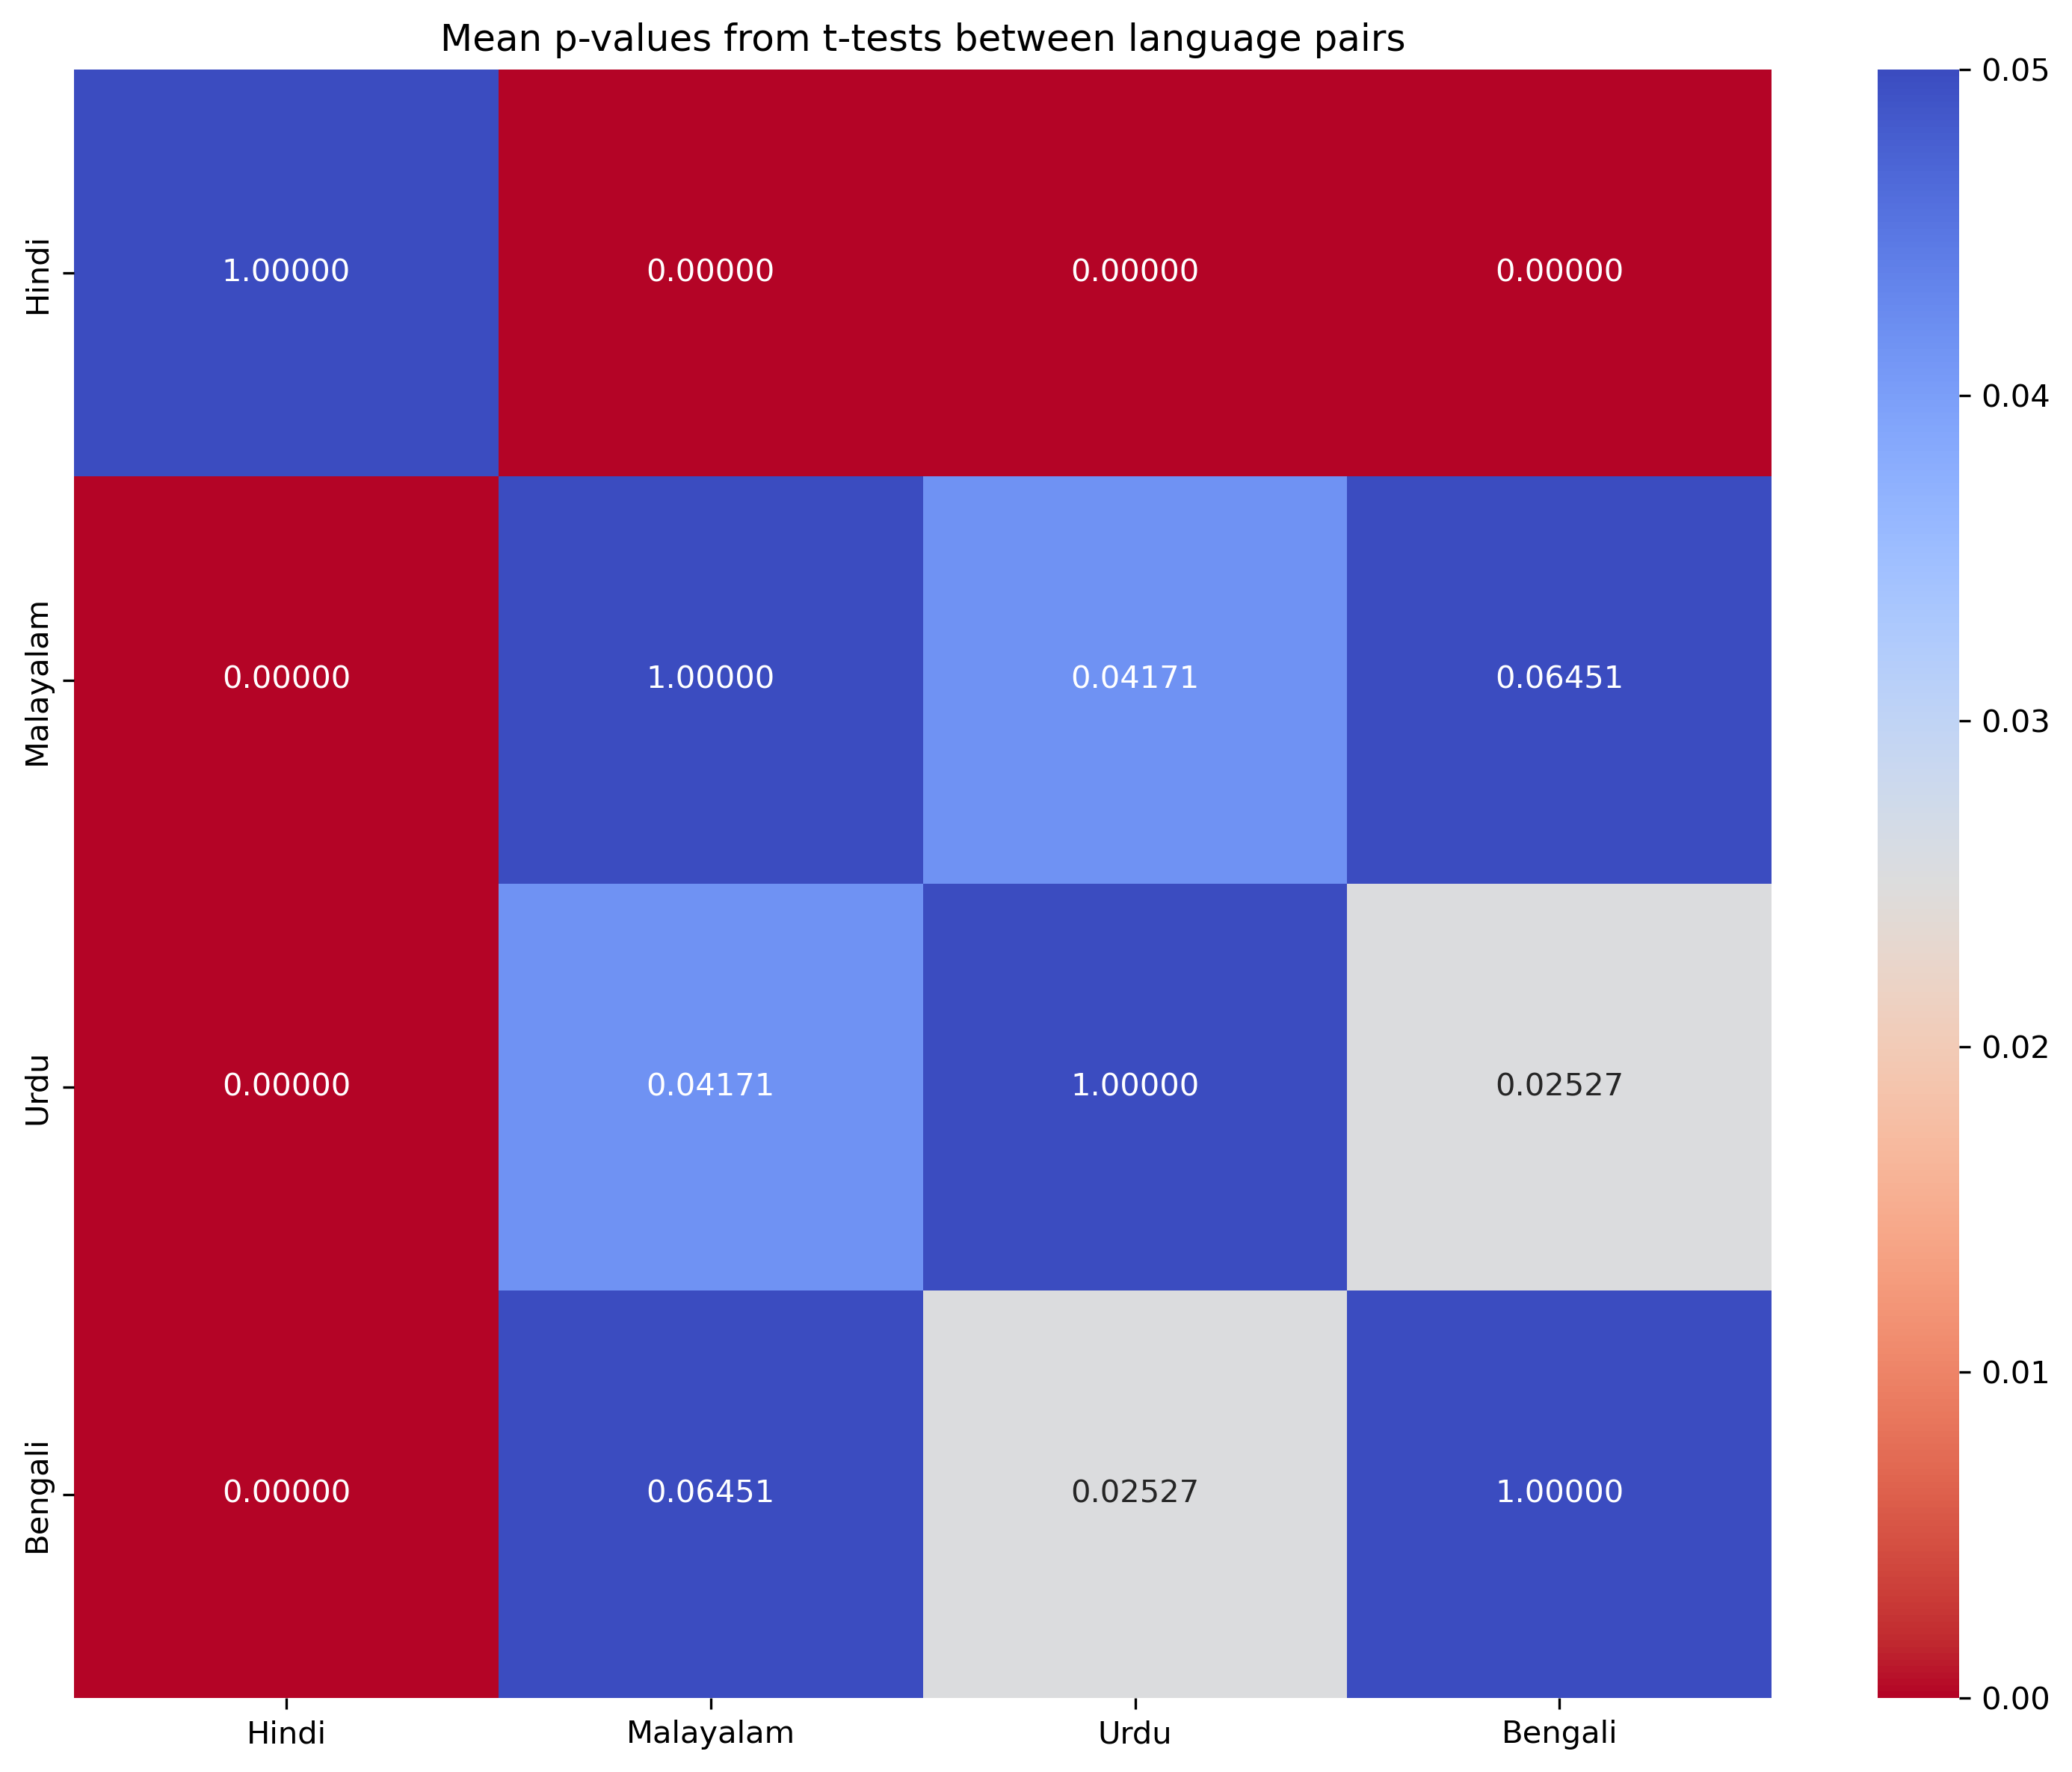 Mean p-values from t-tests between language pairs
Hindi
1.00000 0.00000 0.00000 0.00000
Malayalam
0.00000 1.00000 0.04171 0.06451
Urdu
0.00000 0.04171 1.00000 0.02527
Bengali
0.00000 0.06451 0.02527 1.00000
Hindi Malayalam Urdu Bengali
0.05
0.04
0.03
0.02
0.01
0.00